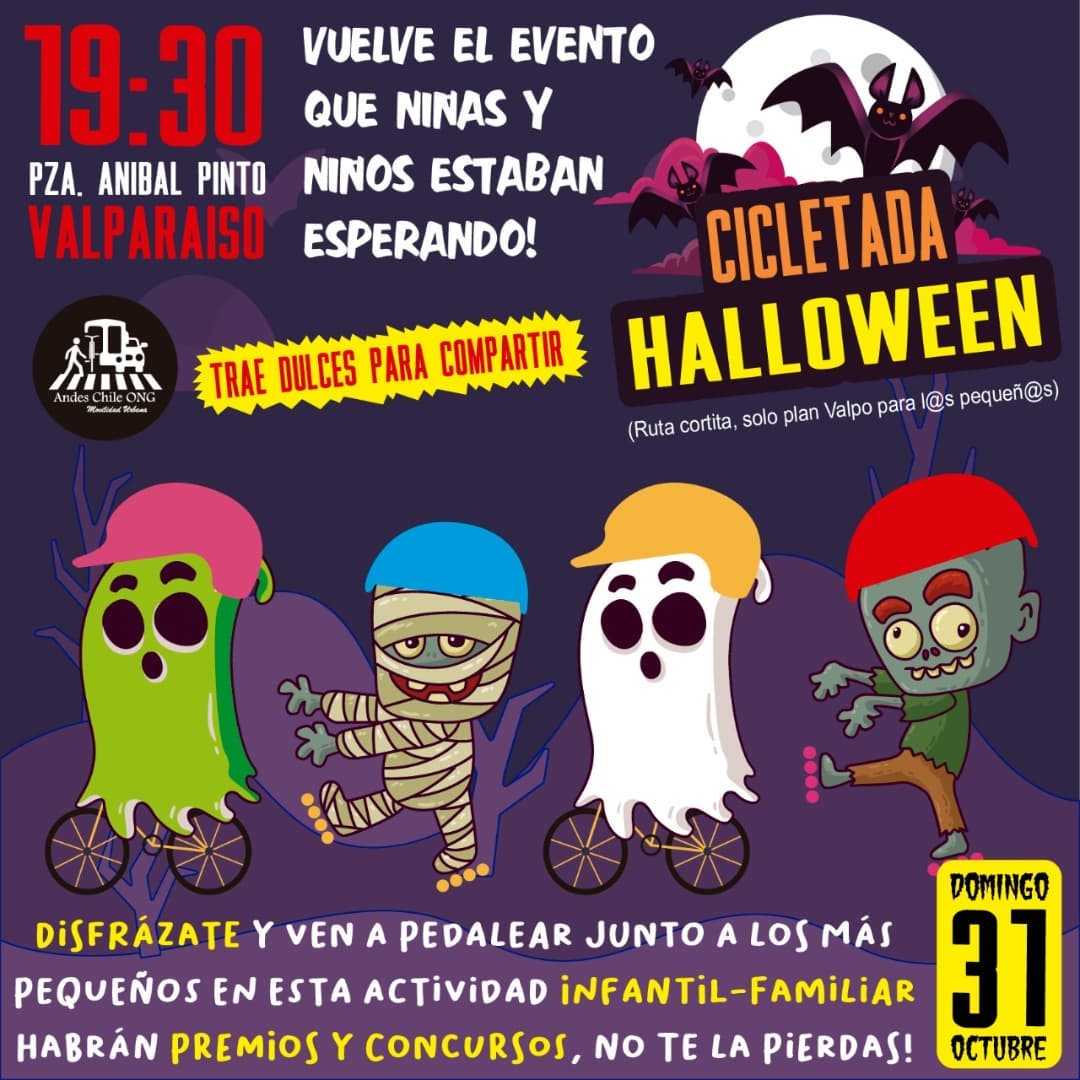 19:30
PZA. ANIBAL PINTO
VALPARAISO
VUELVE EL EVENTO
QUE NIÑAS Y
NIÑOS ESTABAN
ESPERANDO!
CICLETADA
HALLOWEEN
(Ruta cortita, solo plan Valpo para l@s pequeñ@s)
Andes Chile ONG
Movilidad Urbana
TRAE DULCES PARA COMPARTIR
DISFRÁZATE Y VEN A PEDALEAR JUNTO A LOS MÁS
PEQUEÑOS EN ESTA ACTIVIDAD INFANTIL-FAMILIAR
HABRÁN PREMIOS Y CONCURSOS, NO TE LA PIERDAS!
DOMINGO
31
OCTUBRE